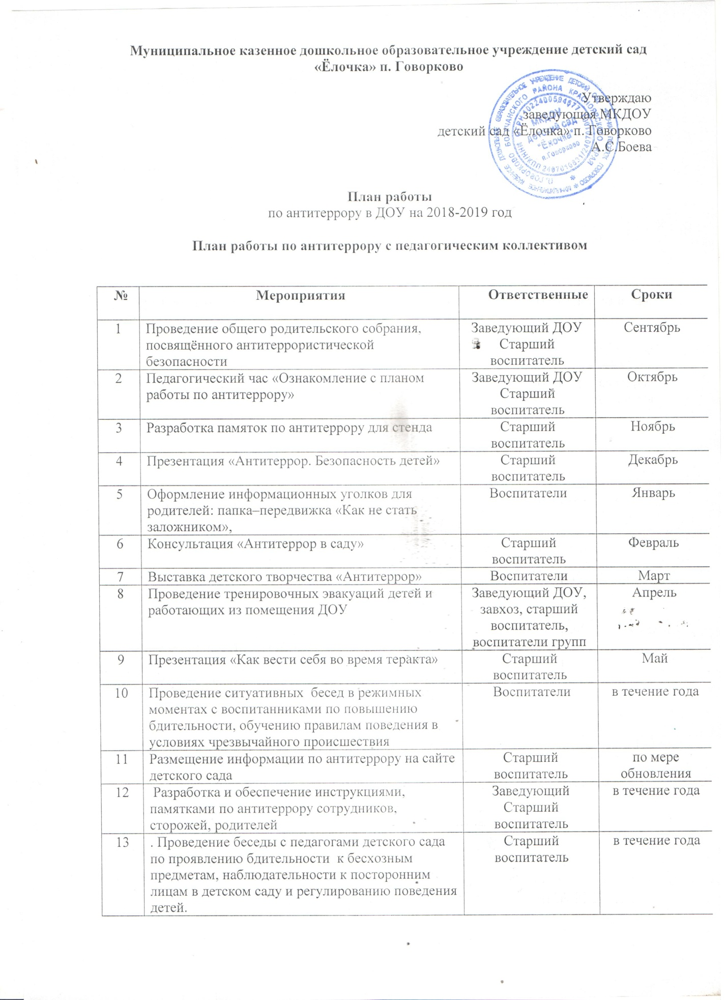 Муниципальное казенное дошкольное образовательное учреждение детский сад
«Ёлочка» п. Говорково
Утверждаю
заведующая МКДОУ
детский сад «Ёлочка» п. Говорково
А.С.Боева
МКДОУ
детский сад
"Ёлочка"
п.Говорково
План работы
по антитеррору в ДОУ на 2018-2019 год
План работы по антитеррору с педагогическим коллективом
№ Мероприятия Ответственные Сроки
1 Проведение общего родительского собрания, Заведующий ДОУ Сентябрь
посвящённого антитеррористической Старший
безопасности воспитатель
2 Педагогический час «Ознакомление с планом Заведующий ДОУ Октябрь
работы по антитеррору» Старший
воспитатель
3 Разработка памяток по антитеррору для стенда Старший Ноябрь
воспитатель
4 Презентация «Антитеррор. Безопасность детей» Старший Декабрь
воспитатель
5 Оформление информационных уголков для Воспитатели Январь
родителей: папка–передвижка «Как не стать
заложником»,
6 Консультация «Антитеррор в саду» Старший Февраль
воспитатель
7 Выставка детского творчества «Антитеррор» Воспитатели Март
8 Проведение тренировочных эвакуаций детей и Заведующий ДОУ, Апрель
работающих из помещения ДОУ завхоз, старший
воспитатель,
воспитатели групп
9 Презентация «Как вести себя во время теракта» Старший Май
воспитатель
10 Проведение ситуативных бесед в режимных Воспитатели в течение года
моментах с воспитанниками по повышению
бдительности, обучению правилам поведения в
условиях чрезвычайного происшествия
11 Размещение информации по антитеррору на сайте Старший по мере
детского сада воспитатель обновления
12 Разработка и обеспечение инструкциями, Заведующий в течение года
памятками по антитеррору сотрудников, Старший
сторожей, родителей воспитатель
13 . Проведение беседы с педагогами детского сада Старший в течение года
по проявлению бдительности к бесхозным воспитатель
предметам, наблюдательности к посторонним
лицам в детском саду и регулированию поведения
детей.